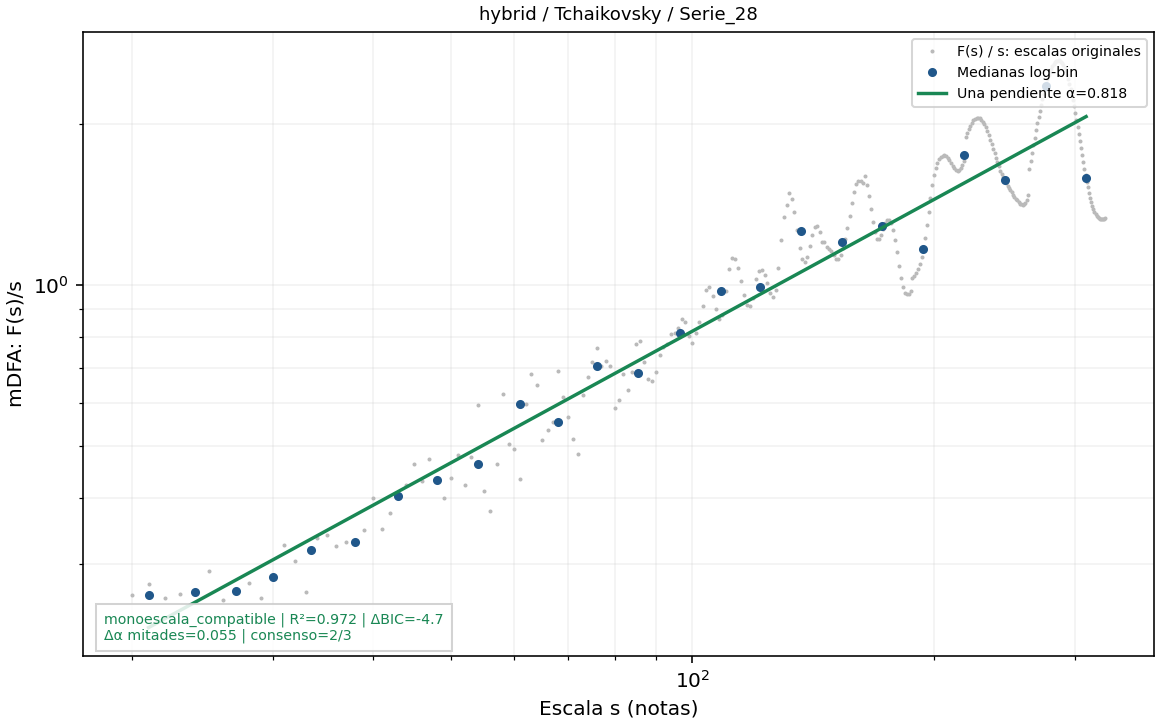 hybrid / Tchaikovsky / Serie_28
F(s) / s: escalas originales
Medianas log-bin
Una pendiente α=0.818
mDFA: F(s)/s
10⁰
monoescala_compatible | R²=0.972 | ΔBIC=-4.7
Δα mitades=0.055 | consenso=2/3
10²
Escala s (notas)